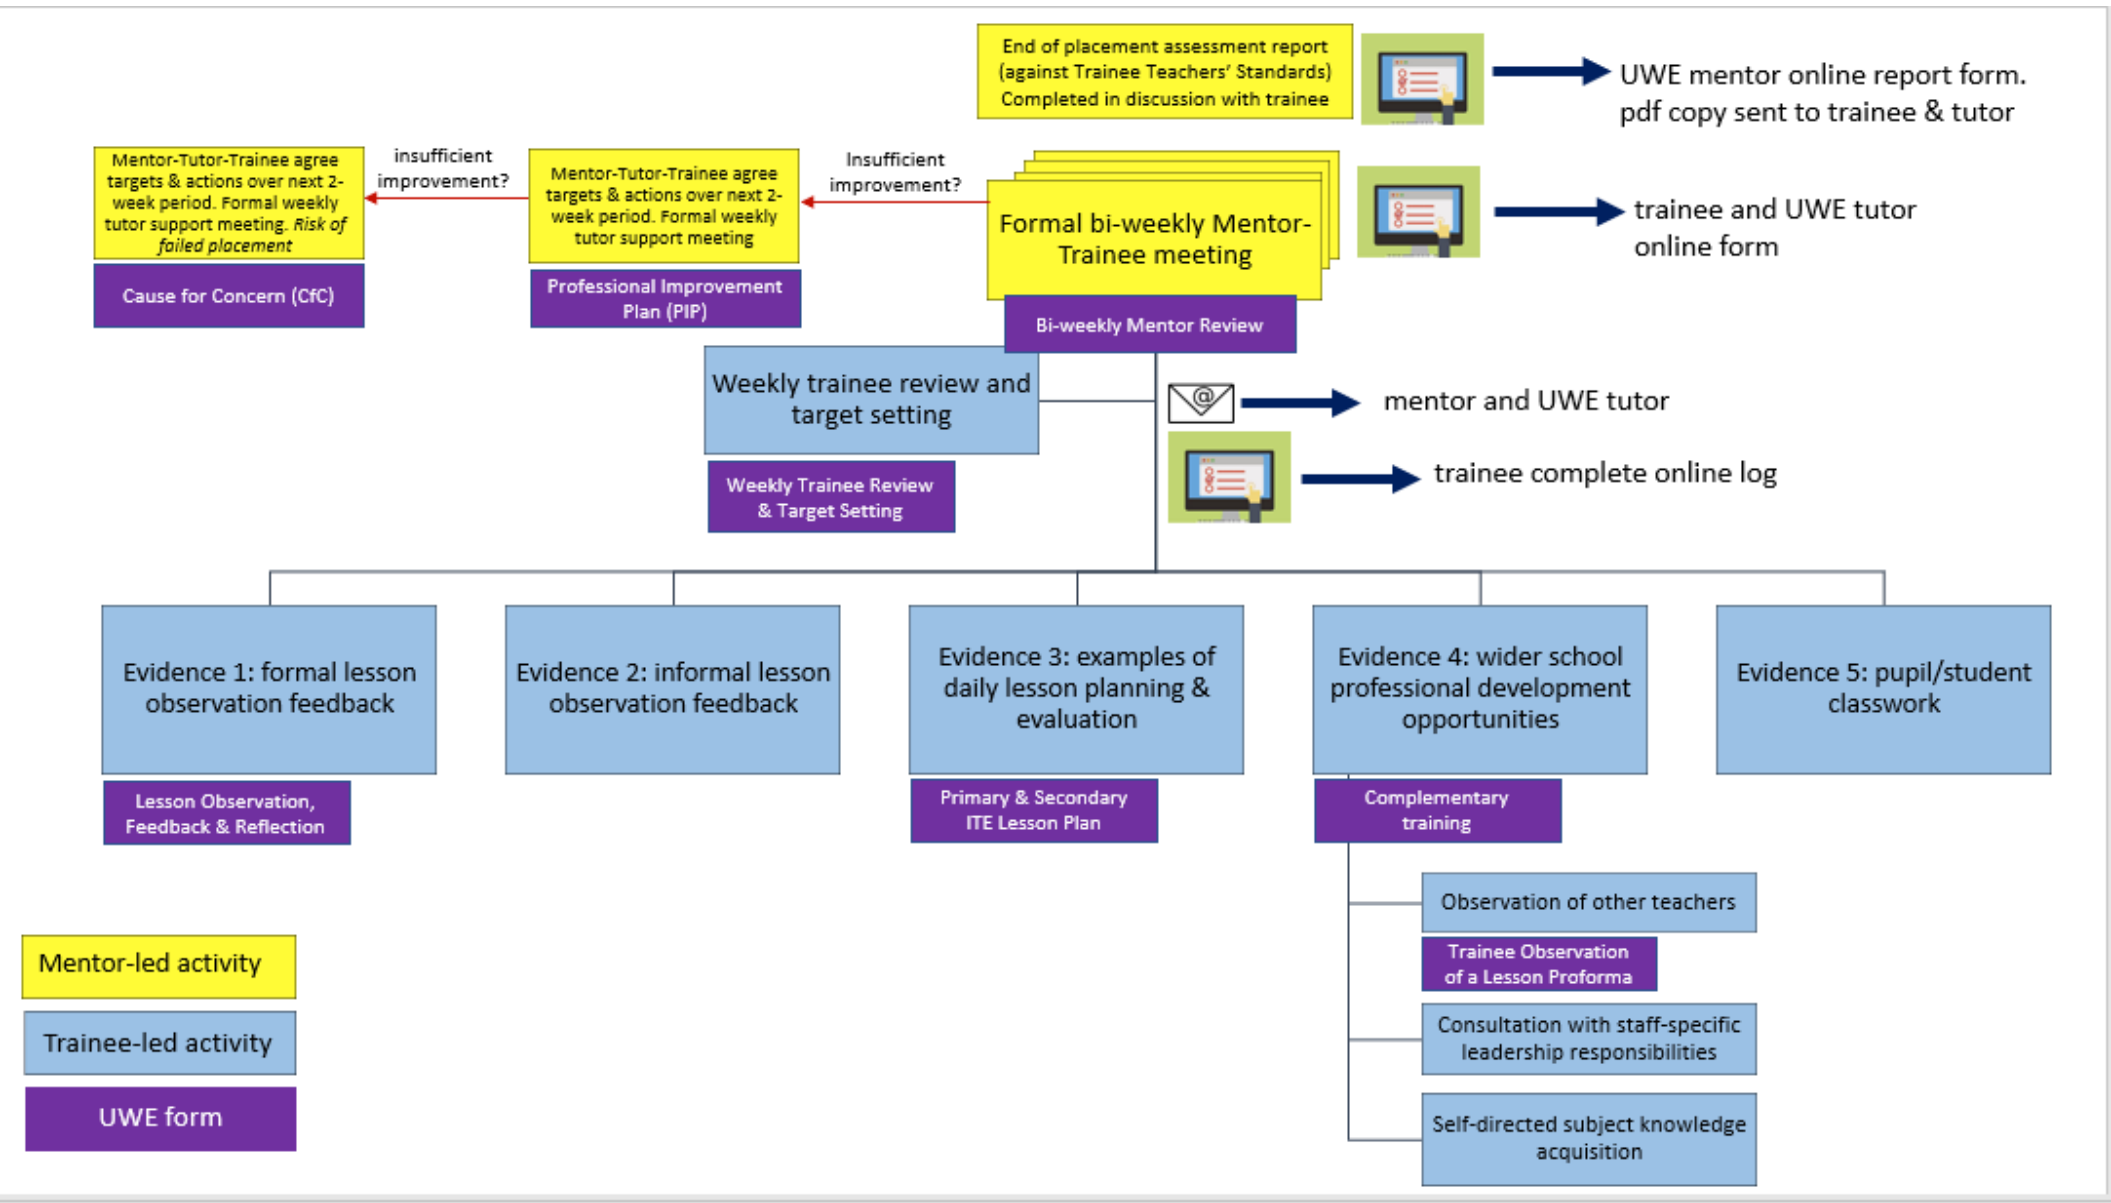 End of placement assessment report
(against Trainee Teachers' Standards)
Completed in discussion with trainee
UWE mentor online report form.
pdf copy sent to trainee & tutor
Mentor-Tutor-Trainee agree
targets & actions over next 2-
week period. Formal weekly
tutor support meeting. Risk of
failed placement
Cause for Concern (CfC)
insufficient
improvement?
Mentor-Tutor-Trainee agree
targets & actions over next 2-
week period. Formal weekly
tutor support meeting
Professional Improvement
Plan (PIP)
Insufficient
improvement?
Formal bi-weekly Mentor-
Trainee meeting
Bi-weekly Mentor Review
trainee and UWE tutor
online form
Weekly trainee review and
target setting
Weekly Trainee Review
& Target Setting
@
mentor and UWE tutor
trainee complete online log
Evidence 1: formal lesson
observation feedback
Lesson Observation,
Feedback & Reflection
Evidence 2: informal lesson
observation feedback
Evidence 3: examples of
daily lesson planning &
evaluation
Primary & Secondary
ITE Lesson Plan
Evidence 4: wider school
professional development
opportunities
Complementary
training
Evidence 5: pupil/student
classwork
Observation of other teachers
Trainee Observation
of a Lesson Proforma
Consultation with staff-specific
leadership responsibilities
Self-directed subject knowledge
acquisition
Mentor-led activity
Trainee-led activity
UWE form